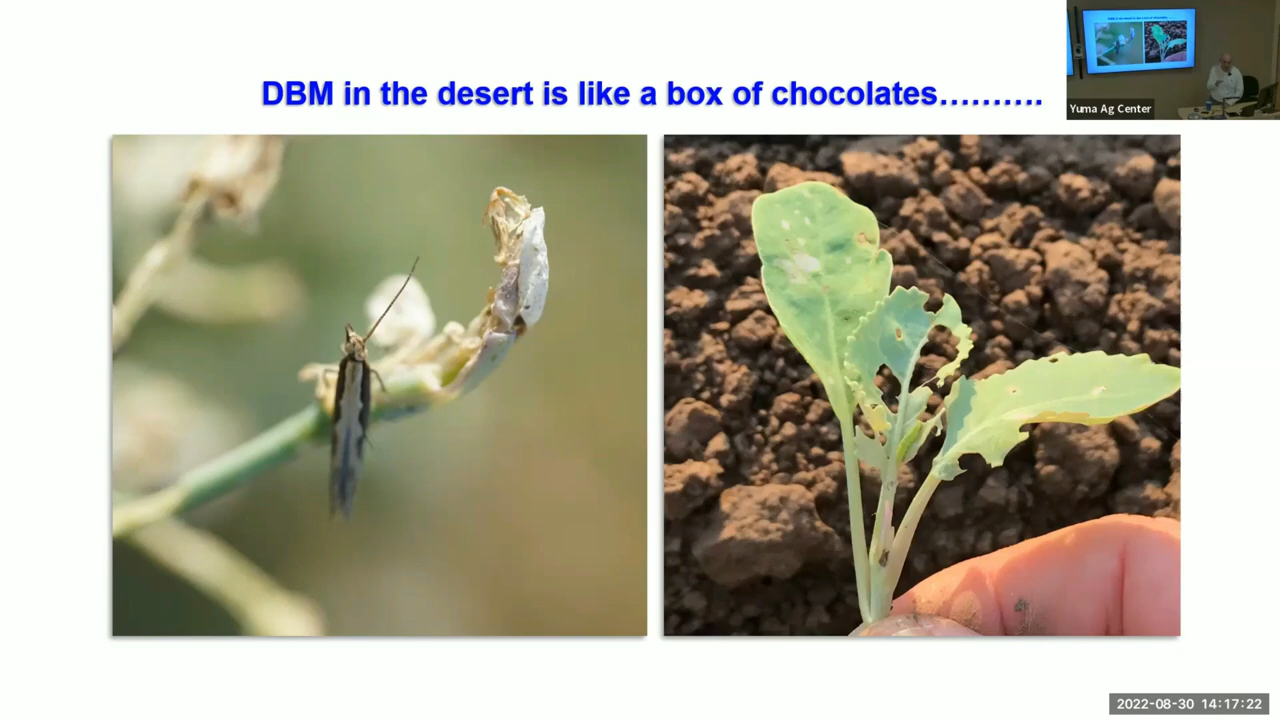 DBM in the desert is like a box of chocolates……….
Yuma Ag Center
2022-08-30 14:17:22